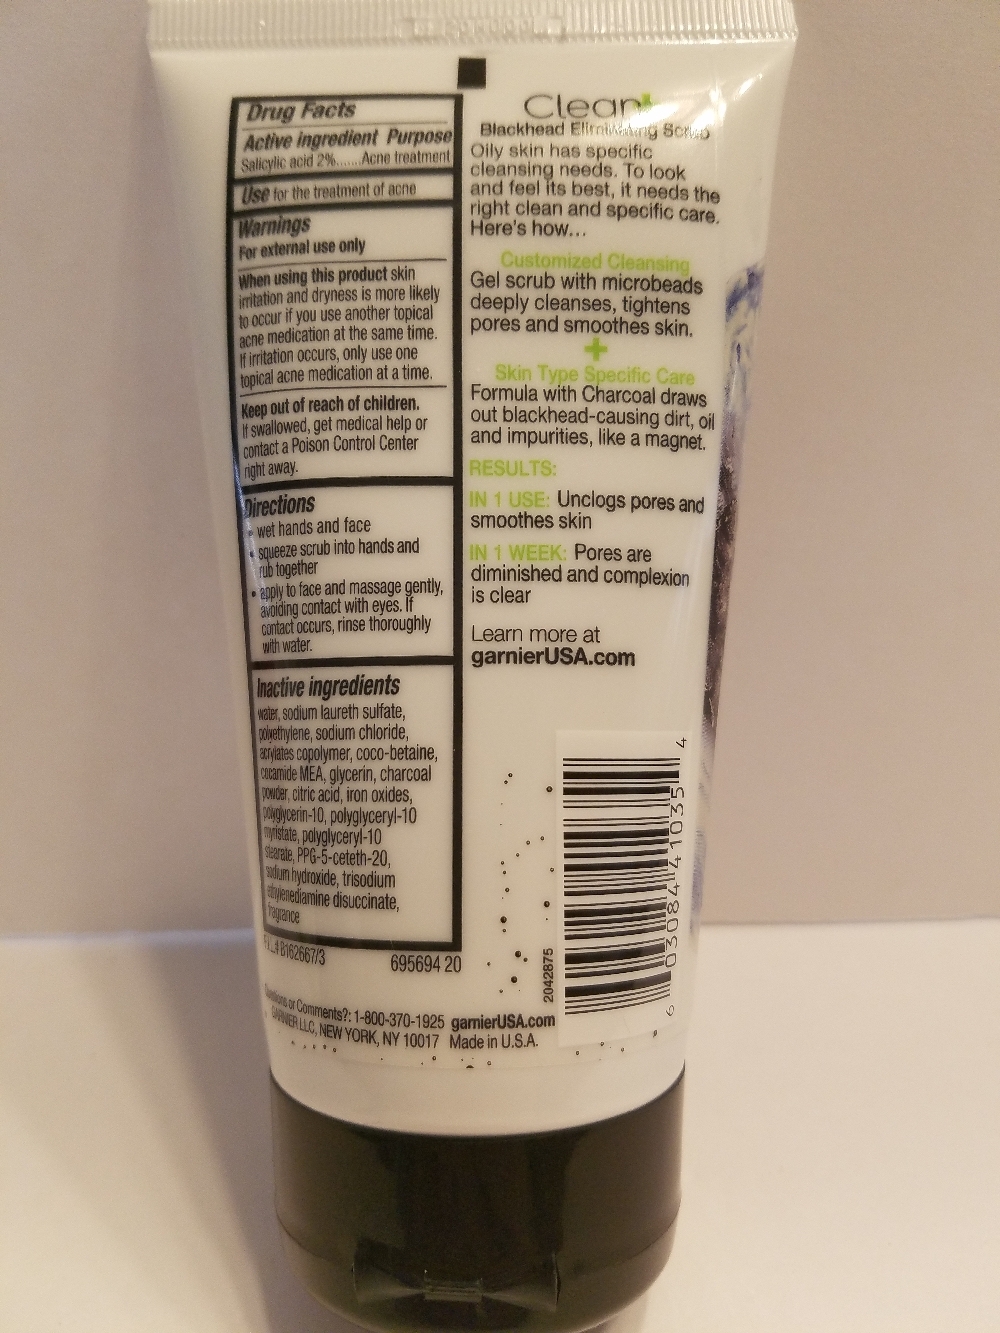 Drug Facts
Active ingredient Purpose
Salicylic acid 2%.......Acne treatment
Use for the treatment of acne
Warnings
For external use only
When using this product skin
irritation and dryness is more likely
to occur if you use another topical
acne medication at the same time.
If irritation occurs, only use one
topical acne medication at a time.
Keep out of reach of children.
If swallowed, get medical help or
contact a Poison Control Center
right away.
Directions
• wet hands and face
• squeeze scrub into hands and
rub together
• apply to face and massage gently,
avoiding contact with eyes. If
contact occurs, rinse thoroughly
with water.
Inactive ingredients
water, sodium laureth sulfate,
polyethylene, sodium chloride,
acrylates copolymer, coco-betaine,
cocamide MEA, glycerin, charcoal
powder, citric acid, iron oxides,
polyglycerin-10, polyglyceryl-10
myristate, polyglyceryl-10
stearate, PPG-5-ceteth-20,
sodium hydroxide, trisodium
ethylenediamine disuccinate,
fragrance
B162667/3
695694 20
Clean+
Blackhead Eliminating Scrub
Oily skin has specific
cleansing needs. To look
and feel its best, it needs the
right clean and specific care.
Here's how...
Customized Cleansing
Gel scrub with microbeads
deeply cleanses, tightens
pores and smoothes skin.
+
Skin Type Specific Care
Formula with Charcoal draws
out blackhead-causing dirt, oil
and impurities, like a magnet.
RESULTS:
IN 1 USE: Unclogs pores and
smoothes skin
IN 1 WEEK: Pores are
diminished and complexion
is clear
Learn more at
garnierUSA.com
2042875
6 03084 41035 4
Questions or Comments?: 1-800-370-1925 garnierUSA.com
GARNIER LLC, NEW YORK, NY 10017 Made in U.S.A.